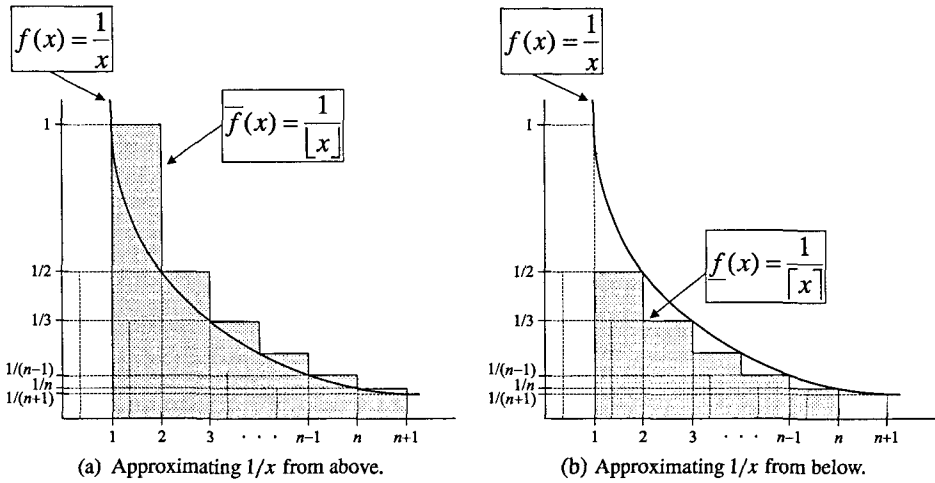 f(x) = 1/x
f̅(x) = 1/⌊x⌋
1
1/2
1/3
1/(n−1)
1/n
1/(n+1)
1 2 3 · · · n−1 n n+1
(a) Approximating 1/x from above.
f(x) = 1/x
f̲(x) = 1/⌈x⌉
1
1/2
1/3
1/(n−1)
1/n
1/(n+1)
1 2 3 · · · · n−1 n n+1
(b) Approximating 1/x from below.